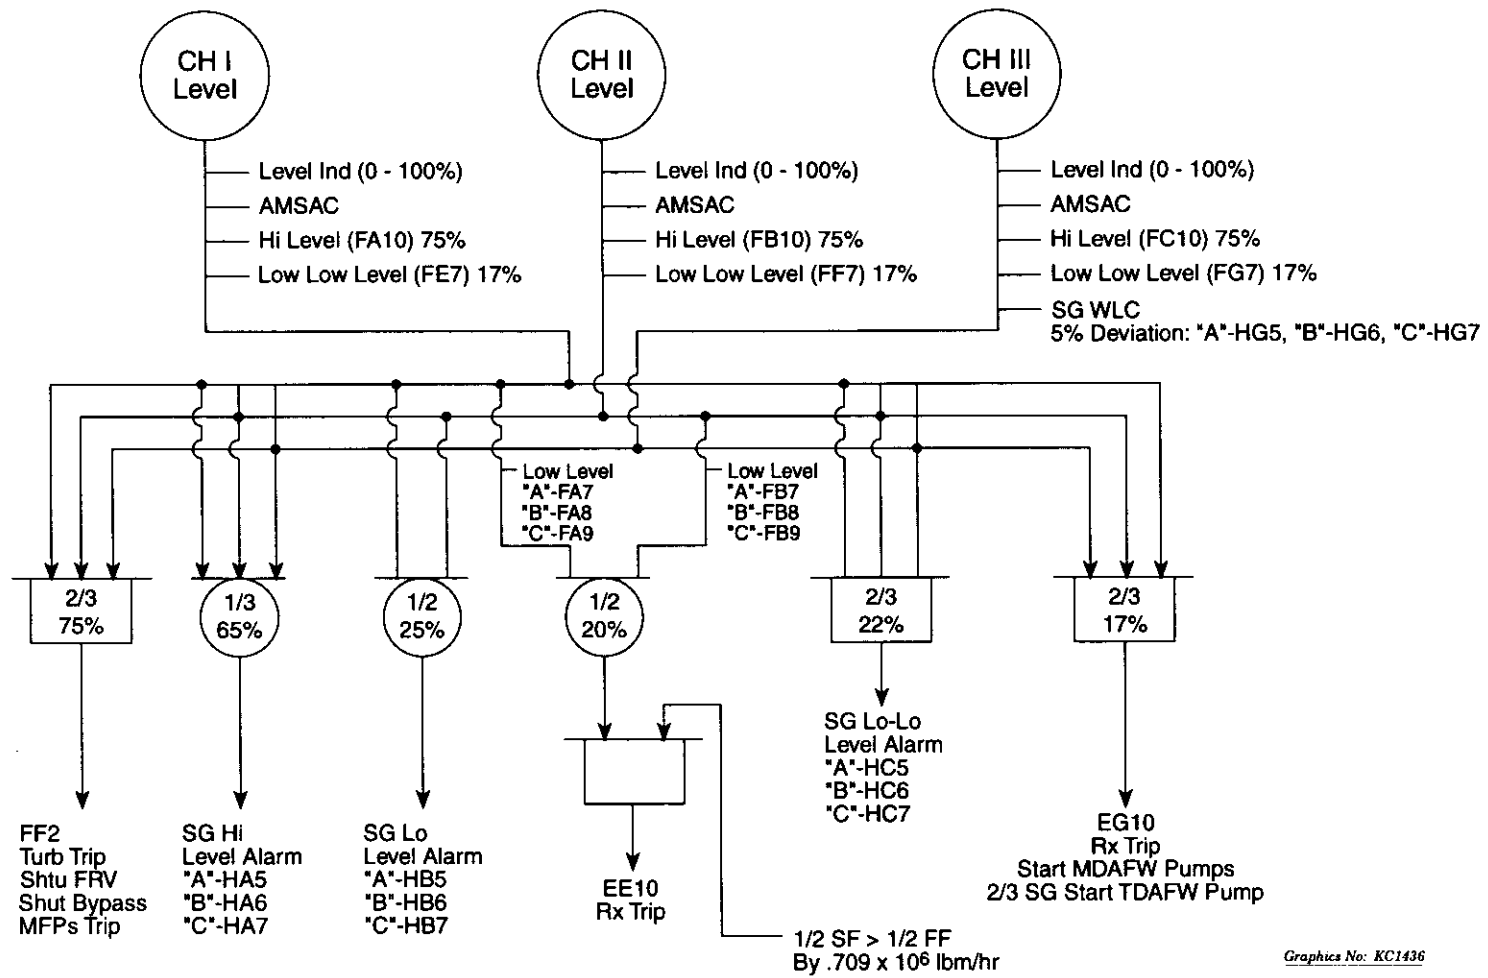 CH I
Level
CH II
Level
CH III
Level
Level Ind (0 - 100%)
AMSAC
Hi Level (FA10) 75%
Low Low Level (FE7) 17%
Level Ind (0 - 100%)
AMSAC
Hi Level (FB10) 75%
Low Low Level (FF7) 17%
Level Ind (0 - 100%)
AMSAC
Hi Level (FC10) 75%
Low Low Level (FG7) 17%
SG WLC
5% Deviation: "A"-HG5, "B"-HG6, "C"-HG7
Low Level
"A"-FA7
"B"-FA8
"C"-FA9
Low Level
"A"-FB7
"B"-FB8
"C"-FB9
2/3
75%
1/3
65%
1/2
25%
1/2
20%
2/3
22%
2/3
17%
FF2
Turb Trip
Shtu FRV
Shut Bypass
MFPs Trip
SG Hi
Level Alarm
"A"-HA5
"B"-HA6
"C"-HA7
SG Lo
Level Alarm
"A"-HB5
"B"-HB6
"C"-HB7
EE10
Rx Trip
SG Lo-Lo
Level Alarm
"A"-HC5
"B"-HC6
"C"-HC7
EG10
Rx Trip
Start MDAFW Pumps
2/3 SG Start TDAFW Pump
1/2 SF > 1/2 FF
By .709 x 10⁶ lbm/hr
Graphics No: KC1436